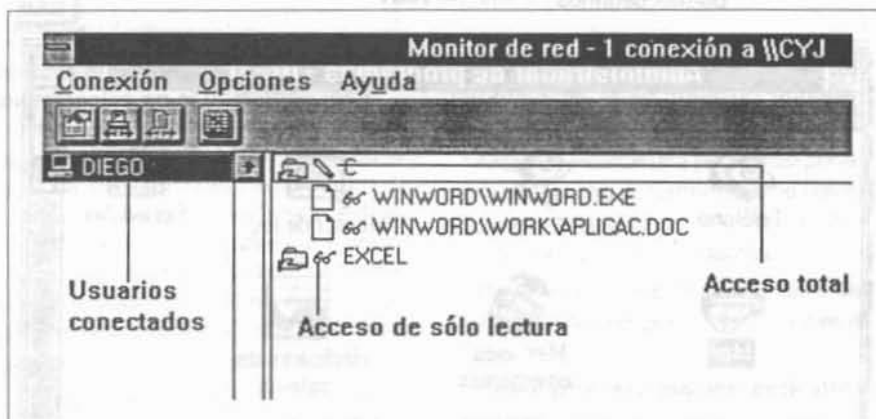 Monitor de red - 1 conexión a \\CYJ
Conexión Opciones Ayuda
DIEGO
C
WINWORD\WINWORD.EXE
WINWORD\WORK\APLICAC.DOC
EXCEL
Usuarios
conectados
Acceso de sólo lectura
Acceso total